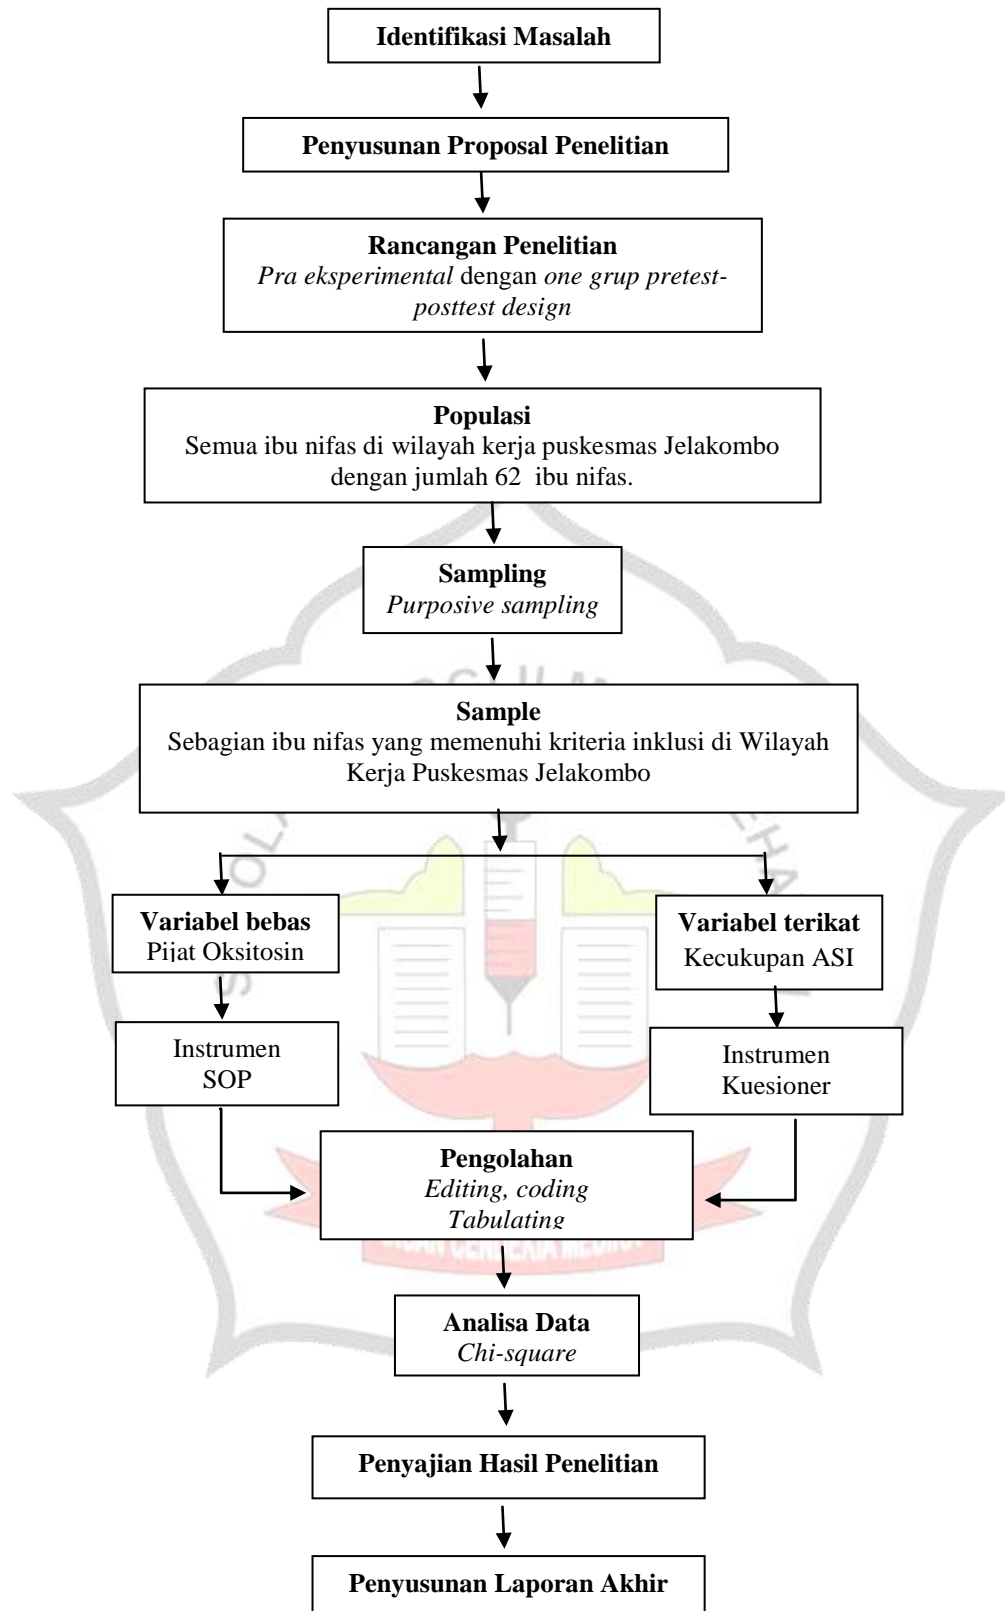 Identifikasi Masalah
Penyusunan Proposal Penelitian
Rancangan Penelitian
Pra eksperimental dengan one grup pretest-
posttest design
Populasi
Semua ibu nifas di wilayah kerja puskesmas Jelakombo
dengan jumlah 62 ibu nifas.
Sampling
Purposive sampling
Sample
Sebagian ibu nifas yang memenuhi kriteria inklusi di Wilayah
Kerja Puskesmas Jelakombo
Variabel bebas
Pijat Oksitosin
Variabel terikat
Kecukupan ASI
Instrumen
SOP
Instrumen
Kuesioner
Pengolahan
Editing, coding
Tabulating
Analisa Data
Chi-square
Penyajian Hasil Penelitian
Penyusunan Laporan Akhir